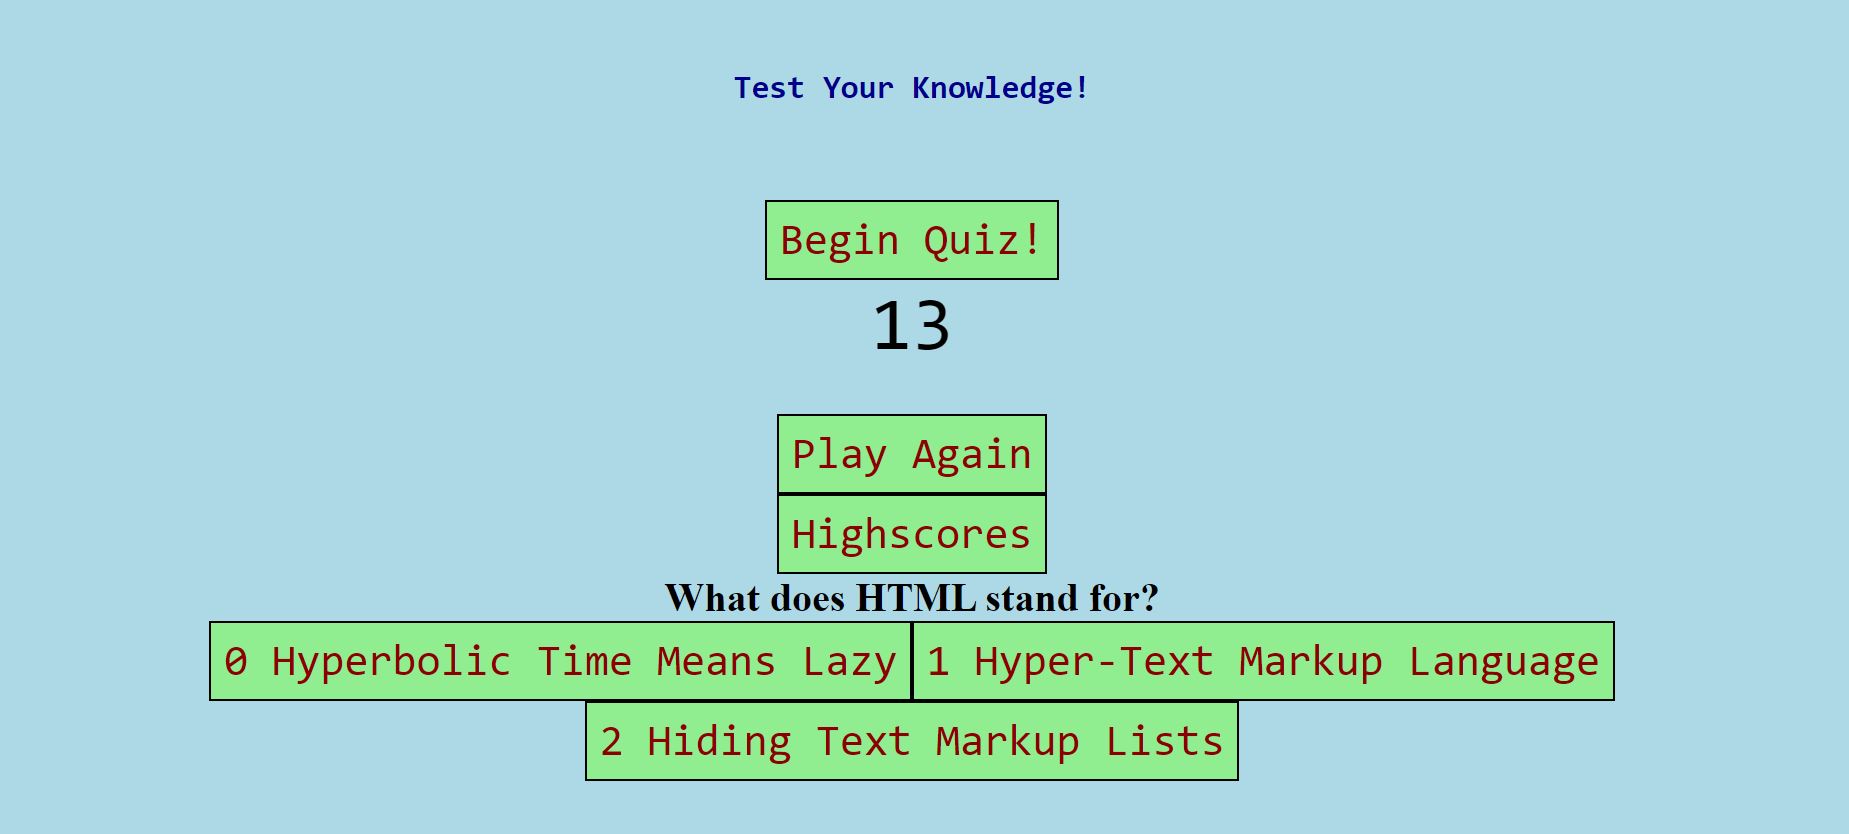 Test Your Knowledge!
Begin Quiz!
13
Play Again
Highscores
What does HTML stand for?
0 Hyperbolic Time Means Lazy
1 Hyper-Text Markup Language
2 Hiding Text Markup Lists